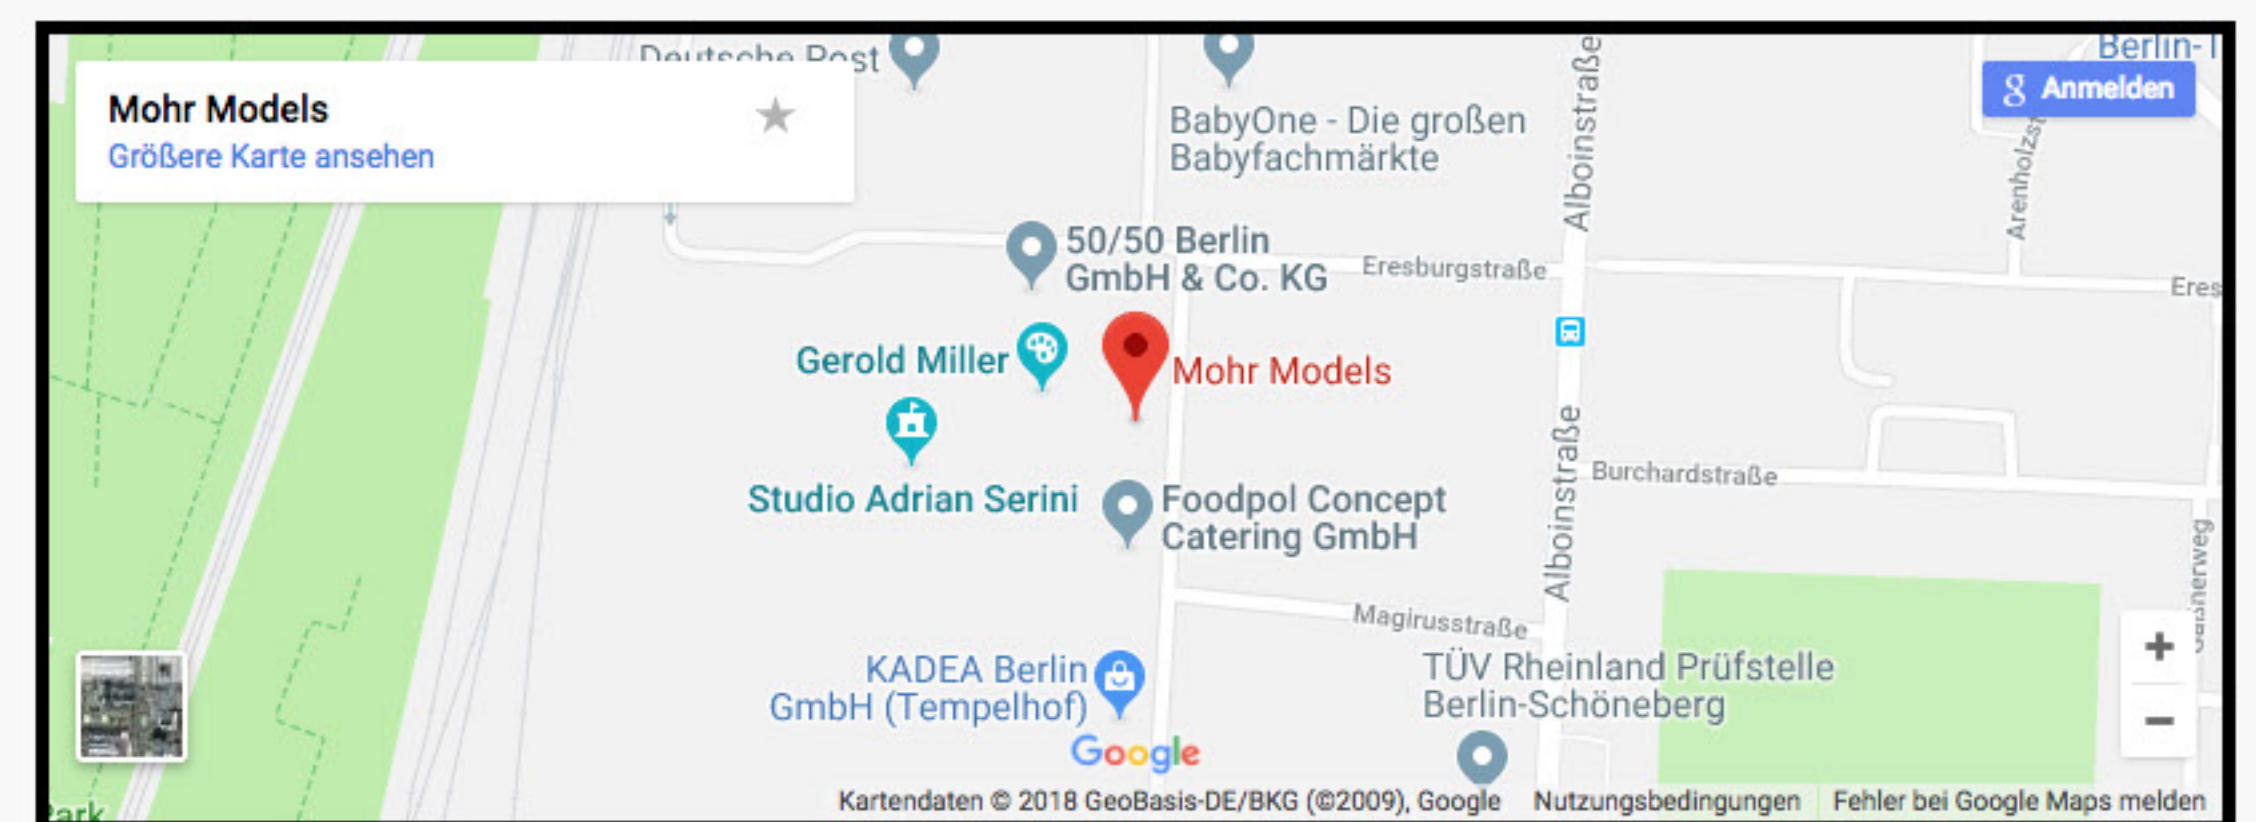 Deutsche Post
Berlin-
Mohr Models
Größere Karte ansehen
g Anmelden
BabyOne - Die großen
Babyfachmärkte
Alboinstraße
Arenholzst
50/50 Berlin
GmbH & Co. KG
Eresburgstraße
Eres
Gerold Miller
Mohr Models
Studio Adrian Serini
Foodpol Concept
Catering GmbH
Alboinstraße
Burchardstraße
Magirusstraße
KADEA Berlin
GmbH (Tempelhof)
TÜV Rheinland Prüfstelle
Berlin-Schöneberg
+
−
Google
Park
Kartendaten © 2018 GeoBasis-DE/BKG (©2009), Google
Nutzungsbedingungen
Fehler bei Google Maps melden